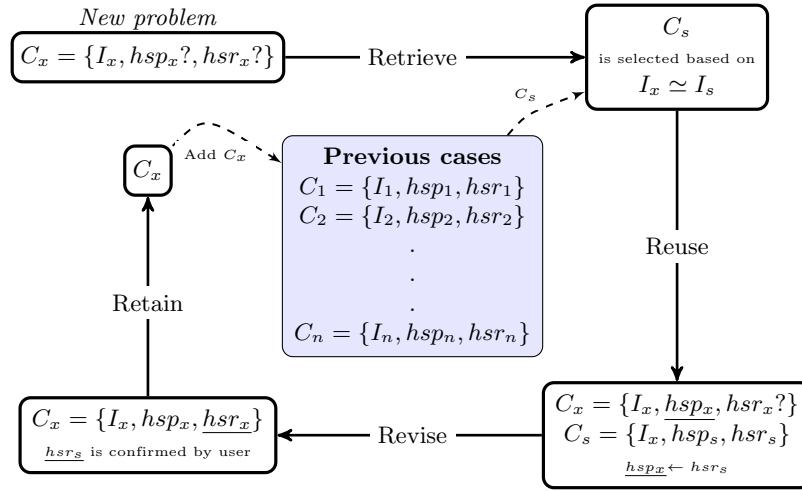 New problem
C_x = {I_x, hsp_x?, hsr_x?}
Retrieve
C_s
is selected based on
I_x ≃ I_s
C_s
Add C_x
C_x
Previous cases
C_1 = {I_1, hsp_1, hsr_1}
C_2 = {I_2, hsp_2, hsr_2}
.
.
.
C_n = {I_n, hsp_n, hsr_n}
Reuse
Retain
C_x = {I_x, hsp_x, hsr_x}
hsr_s is confirmed by user
Revise
C_x = {I_x, hsp_x, hsr_x?}
C_s = {I_x, hsp_s, hsr_s}
hsp_x ← hsr_s